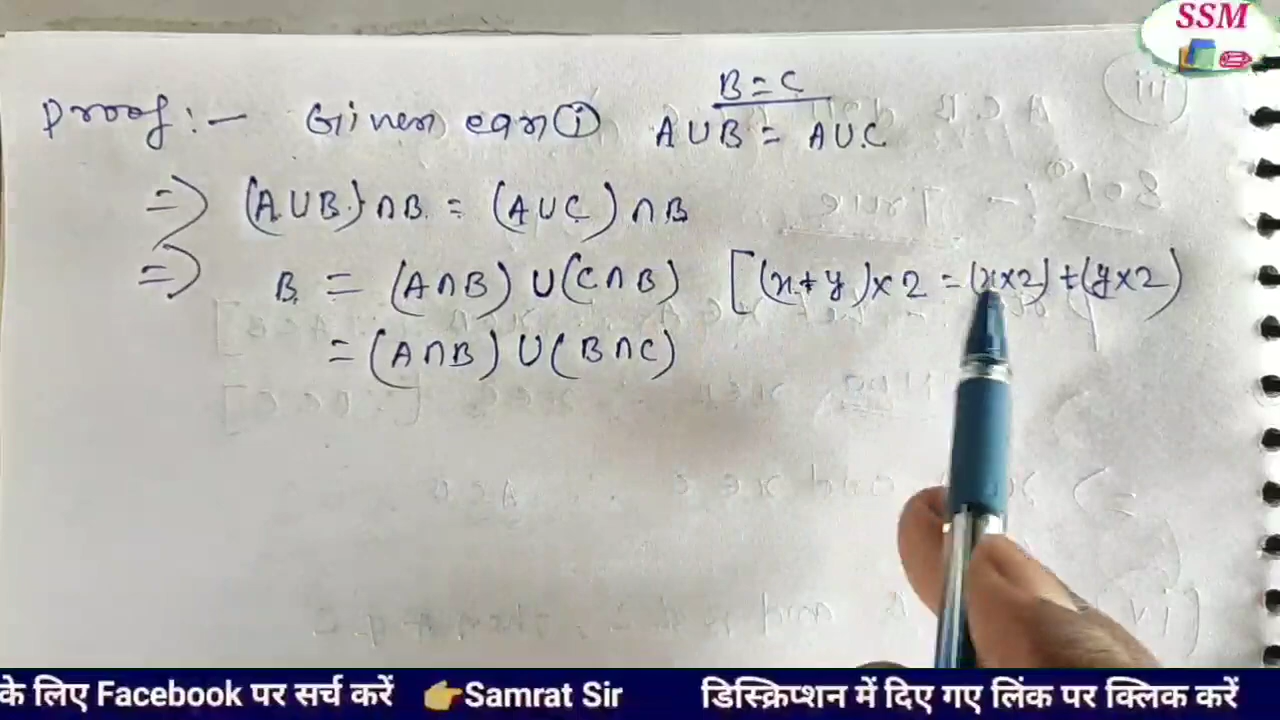 SSM
B = C
Proof :- Given eqn (i) A∪B = A∪C
=> (A∪B)∩B = (A∪C)∩B
=> B = (A∩B) ∪ (C∩B) [(x+y)×2 = (x×2)+(y×2)
= (A∩B) ∪ (B∩C)
के लिए Facebook पर सर्च करें 👉Samrat Sir डिस्क्रिप्शन में दिए गए लिंक पर क्लिक करें